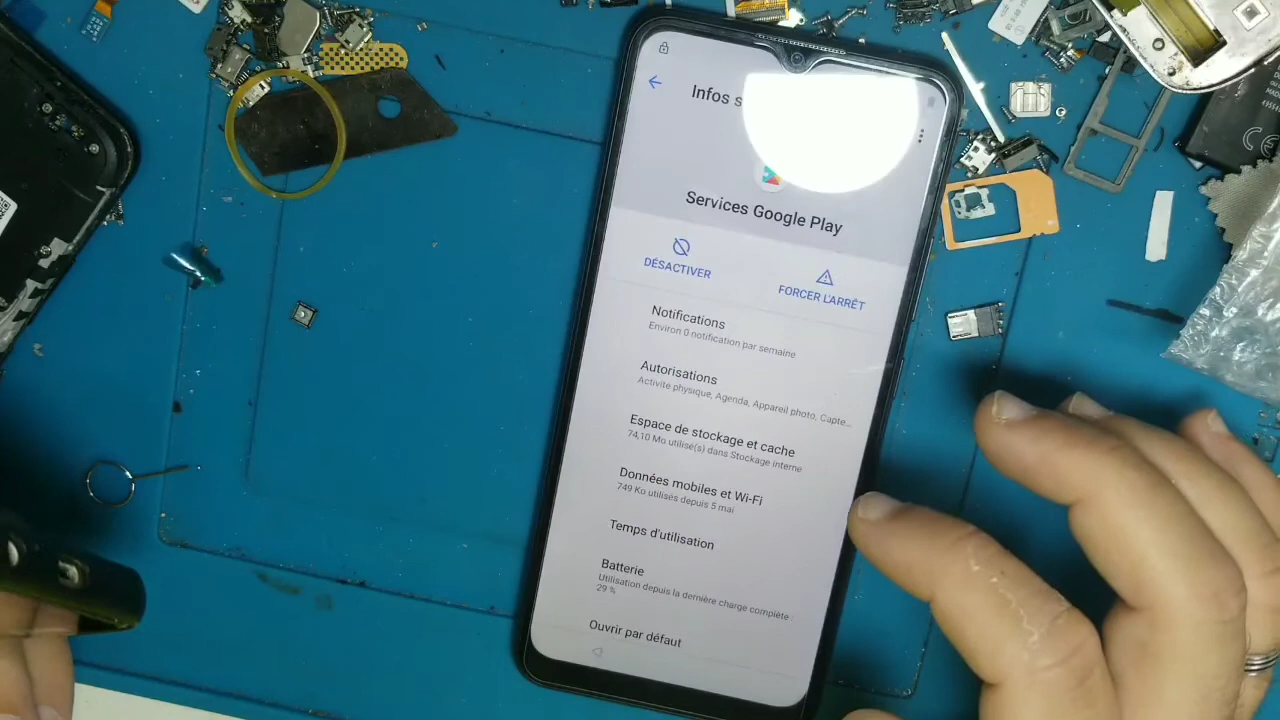 Infos s
Services Google Play
DÉSACTIVER
FORCER L'ARRÊT
Notifications
Environ 0 notification par semaine
Autorisations
Activité physique, Agenda, Appareil photo, Capte...
Espace de stockage et cache
74,10 Mo utilisé(s) dans Stockage interne
Données mobiles et Wi-Fi
749 Ko utilisés depuis 5 mai
Temps d'utilisation
Batterie
Utilisation depuis la dernière charge complète :
29 %
Ouvrir par défaut